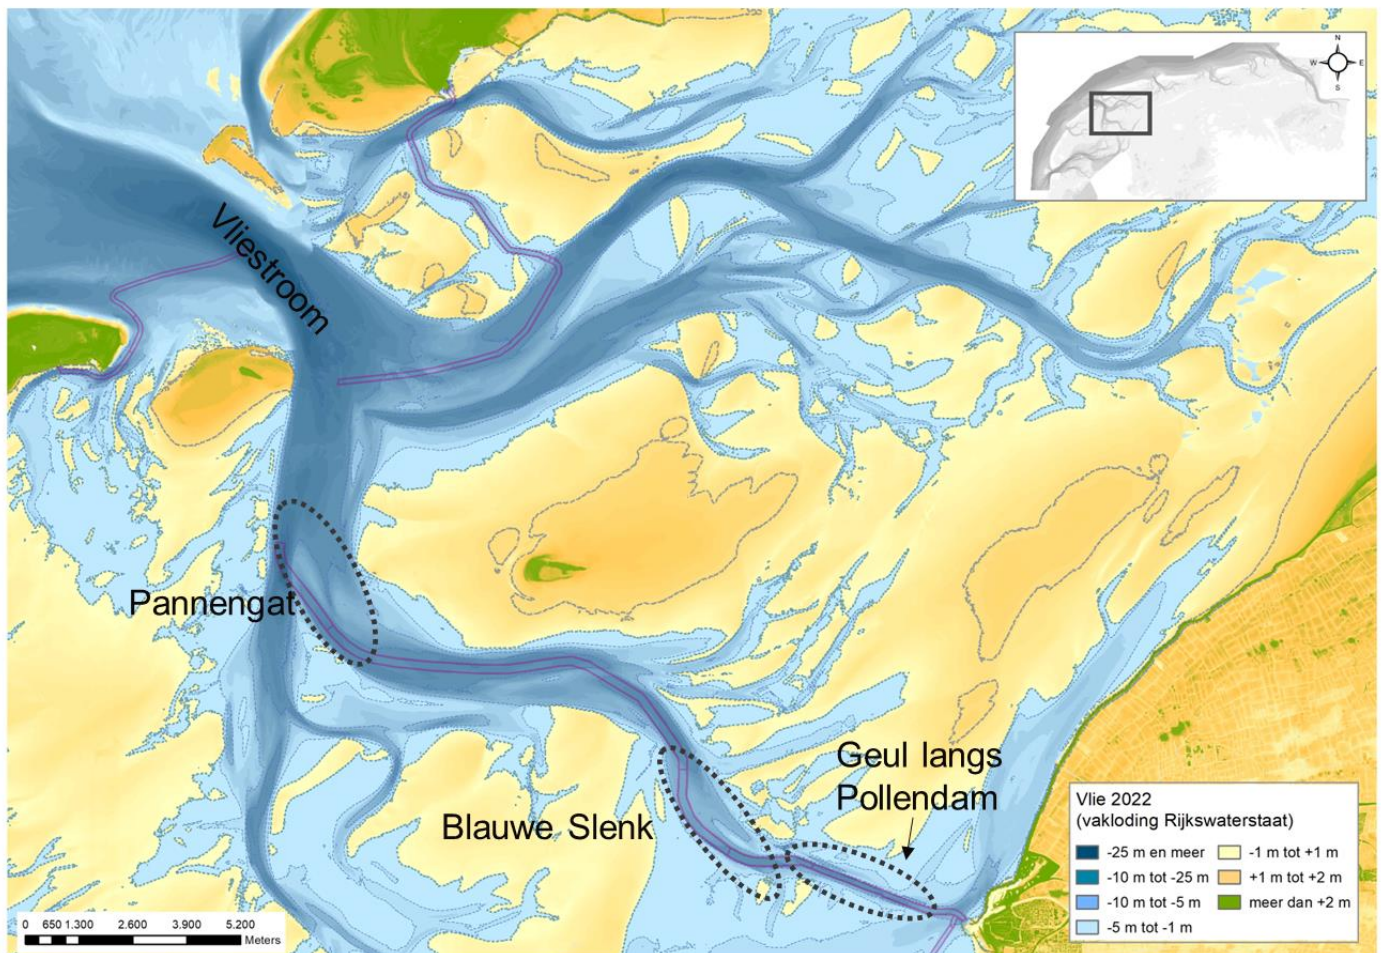 N
W
E
S
Vliestroom
Pannengat
Geul langs
Pollendam
Blauwe Slenk
Vlie 2022
(vakloding Rijkswaterstaat)
-25 m en meer
-1 m tot +1 m
-10 m tot -25 m
+1 m tot +2 m
-10 m tot -5 m
meer dan +2 m
-5 m tot -1 m
0 650 1.300 2.600 3.900 5.200
Meters